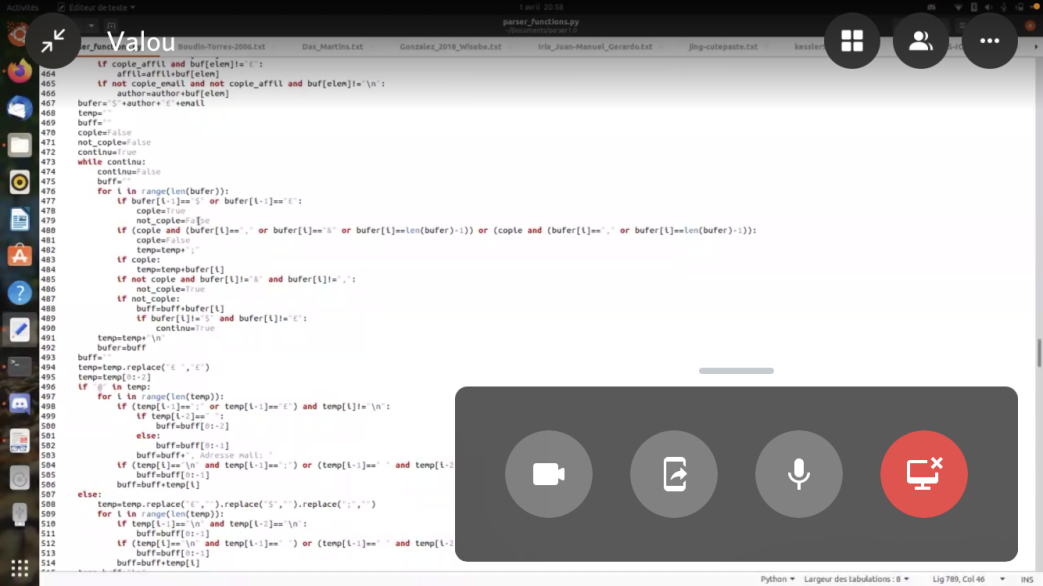 Activités Éditeur de texte 1 avril 20:58
parser_functions.py
~/Documents/parser1.0
Valou
Boudin-Torres-2006.txt Das_Martins.txt Gonzalez_2018_Wisebe.txt Iria_Juan-Manuel_Gerardo.txt jing-cutepaste.txt
463 if copie_affil and buf[elem]!="€":
464 affil=affil+buf[elem]
465 if not copie_email and not copie_affil and buf[elem]!="\n":
466 author=author+buf[elem]
467 bufer="$"+author+"£"+email
468 temp=""
469 buff=""
470 copie=False
471 not_copie=False
472 continu=True
473 while continu:
474 continu=False
475 buff=""
476 for i in range(len(bufer)):
477 if bufer[i-1]=="$" or bufer[i-1]=="£":
478 copie=True
479 not_copie=False
480 if (copie and (bufer[i]=="," or bufer[i]=="&" or bufer[i]==len(bufer)-1)) or (copie and (bufer[i]=="," or bufer[i]==len(bufer)-1)):
481 copie=False
482 temp=temp+";"
483 if copie:
484 temp=temp+bufer[i]
485 if not copie and bufer[i]!="&" and bufer[i]!=",":
486 not_copie=True
487 if not_copie:
488 buff=buff+bufer[i]
489 if bufer[i]!="$" and bufer[i]!="£":
490 continu=True
491 temp=temp+"\n"
492 bufer=buff
493 buff=""
494 temp=temp.replace("£ ","£")
495 temp=temp[0:-2]
496 if "@" in temp:
497 for i in range(len(temp)):
498 if (temp[i-1]==";" or temp[i-1]=="£") and temp[i]!="\n":
499 if temp[i-2]==" ":
500 buff=buff[0:-2]
501 else:
502 buff=buff[0:-1]
503 buff=buff+", Adresse mail: "
504 if (temp[i]=="\n" and temp[i-1]==";") or (temp[i-1]==" " and temp[i-2
505 buff=buff[0:-1]
506 buff=buff+temp[i]
507 else:
508 temp=temp.replace("£","").replace("$","").replace(";","")
509 for i in range(len(temp)):
510 if temp[i-1]=="\n" and temp[i-2]=="\n":
511 buff=buff[0:-1]
512 if (temp[i]=="\n" and temp[i-1]==" ") or (temp[i-1]==" " and temp[i-2
513 buff=buff[0:-1]
514 buff=buff+temp[i]
Python Largeur des tabulations : 8 Lig 789, Col 46 INS